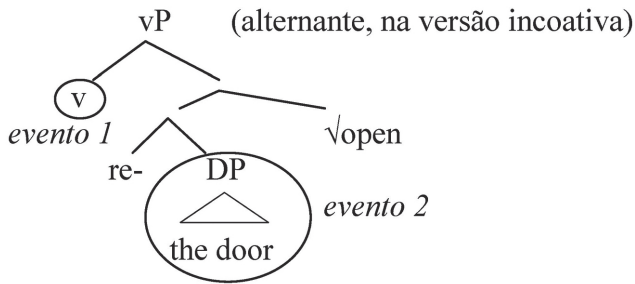 vP (alternante, na versão incoativa)
v
evento 1
√open
re- DP
evento 2
the door